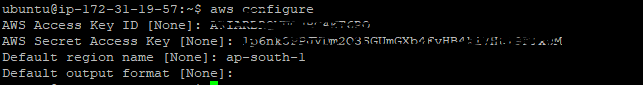 ubuntu@ip-172-31-19-57:~$ aws configure
AWS Access Key ID [None]:
AWS Secret Access Key [None]:
Default region name [None]: ap-south-1
Default output format [None]: